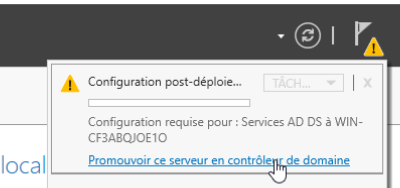 Configuration post-déploie...
TÂCH...
X
Configuration requise pour : Services AD DS à WIN-
CF3ABQJOE1O
Promouvoir ce serveur en contrôleur de domaine
local